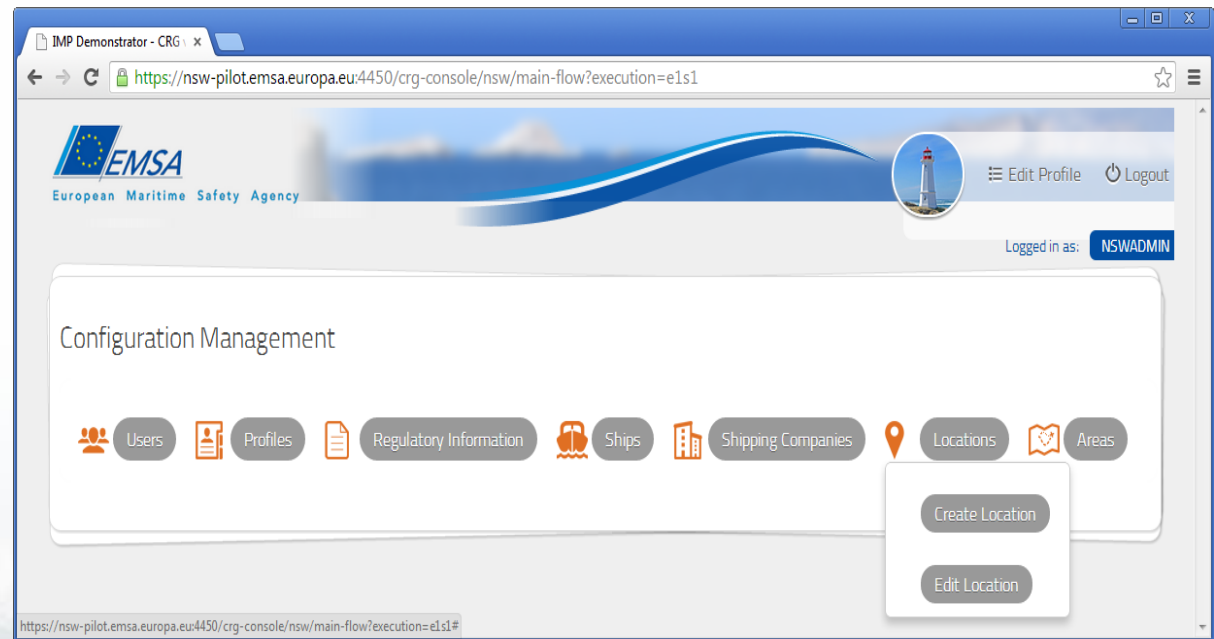 IMP Demonstrator - CRG
https://nsw-pilot.emsa.europa.eu:4450/crg-console/nsw/main-flow?execution=e1s1
EMSA
European Maritime Safety Agency
Edit Profile Logout
Logged in as: NSWADMIN
Configuration Management
Users Profiles Regulatory Information Ships Shipping Companies Locations Areas
Create Location
Edit Location
https://nsw-pilot.emsa.europa.eu:4450/crg-console/nsw/main-flow?execution=e1s1#